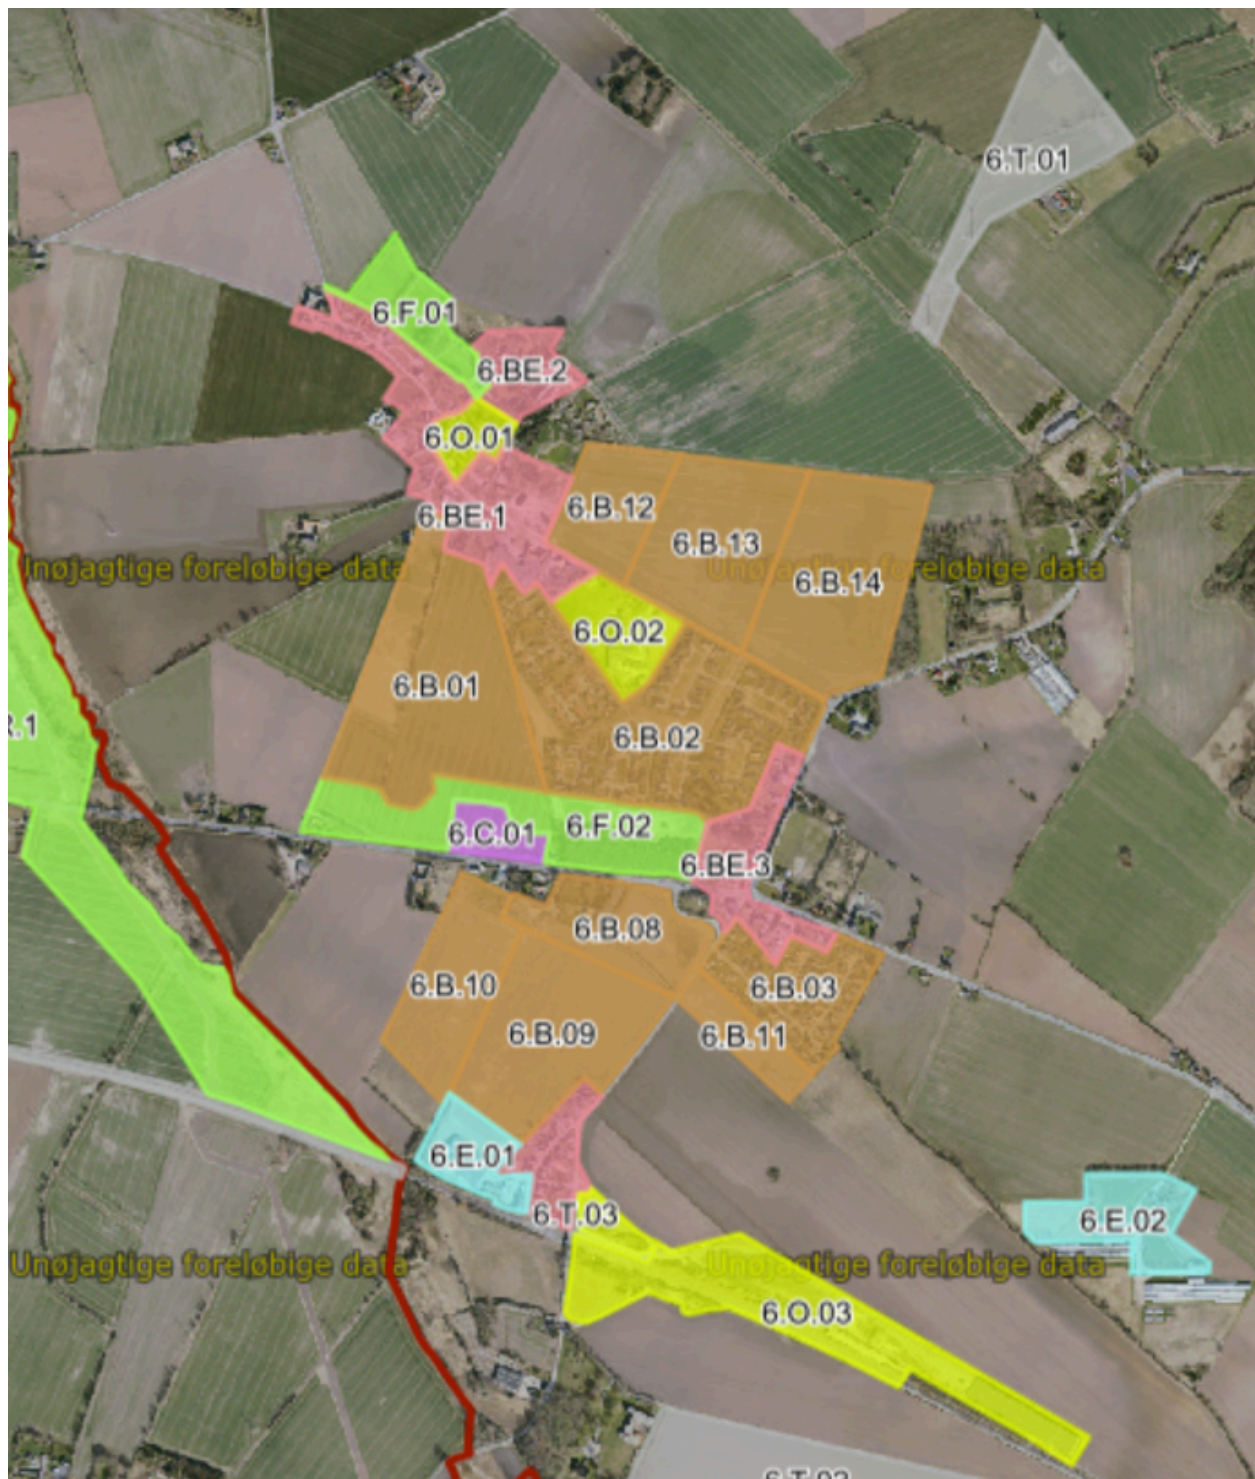 6.T.01
6.F.01
6.BE.2
6.O.01
6.BE.1
6.B.12
6.B.13
Unøjagtige foreløbige data
Unøjagtige foreløbige data
6.B.14
6.O.02
6.B.01
R.1
6.B.02
6.C.01
6.F.02
6.BE.3
6.B.08
6.B.10
6.B.03
6.B.09
6.B.11
6.E.01
6.T.03
6.E.02
Unøjagtige foreløbige data
Unøjagtige foreløbige data
6.O.03